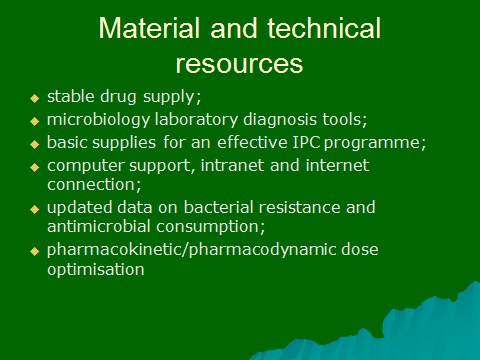 Material and technical
resources
◆ stable drug supply;
◆ microbiology laboratory diagnosis tools;
◆ basic supplies for an effective IPC programme;
◆ computer support, intranet and internet
connection;
◆ updated data on bacterial resistance and
antimicrobial consumption;
◆ pharmacokinetic/pharmacodynamic dose
optimisation